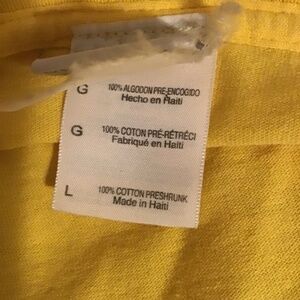 G 100% ALGODON PRE-ENCOGIDO
Hecho en Haiti
G 100% COTON PRÉ-RÉTRÉCI
Fabriqué en Haïti
L 100% COTTON PRESHRUNK
Made in Haiti